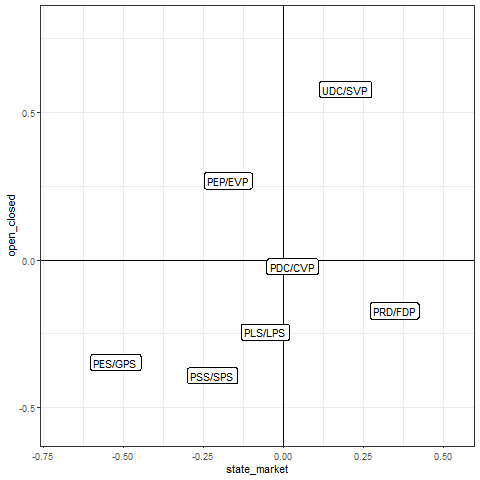 UDC/SVP
0.5
PEP/EVP
open_closed
0.0
PDC/CVP
PRD/FDP
PLS/LPS
PES/GPS
PSS/SPS
-0.5
-0.75 -0.50 -0.25 0.00 0.25 0.50
state_market